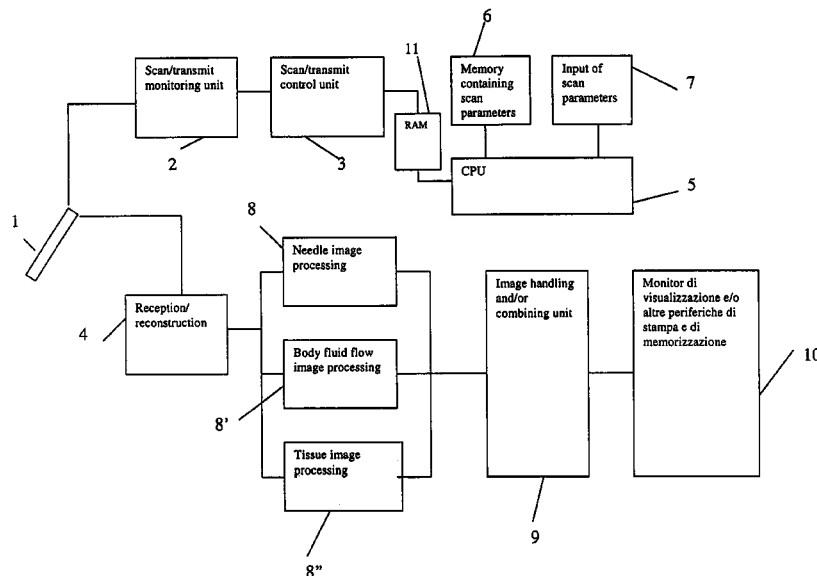 6
11
7
Scan/transmit
monitoring unit
Scan/transmit
control unit
RAM
Memory
containing
scan
parameters
Input of
scan
parameters
2
3
CPU
5
1
8
Needle image
processing
Image handling
and/or
combining unit
Monitor di
visualizzazione e/o
altre periferiche di
stampa e di
memorizzazione
4
Reception/
reconstruction
Body fluid flow
image processing
10
8'
Tissue image
processing
9
8"